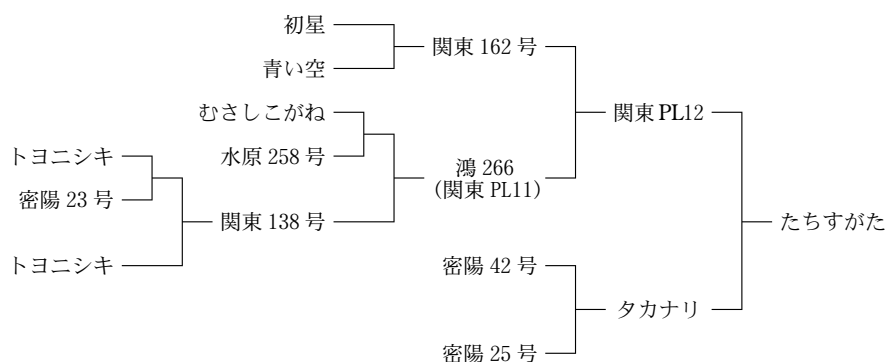 初星
関東 162 号
青い空
むさしこがね
関東 PL12
トヨニシキ
水原 258 号
鴻 266
(関東 PL11)
密陽 23 号
関東 138 号
たちすがた
トヨニシキ
密陽 42 号
タカナリ
密陽 25 号